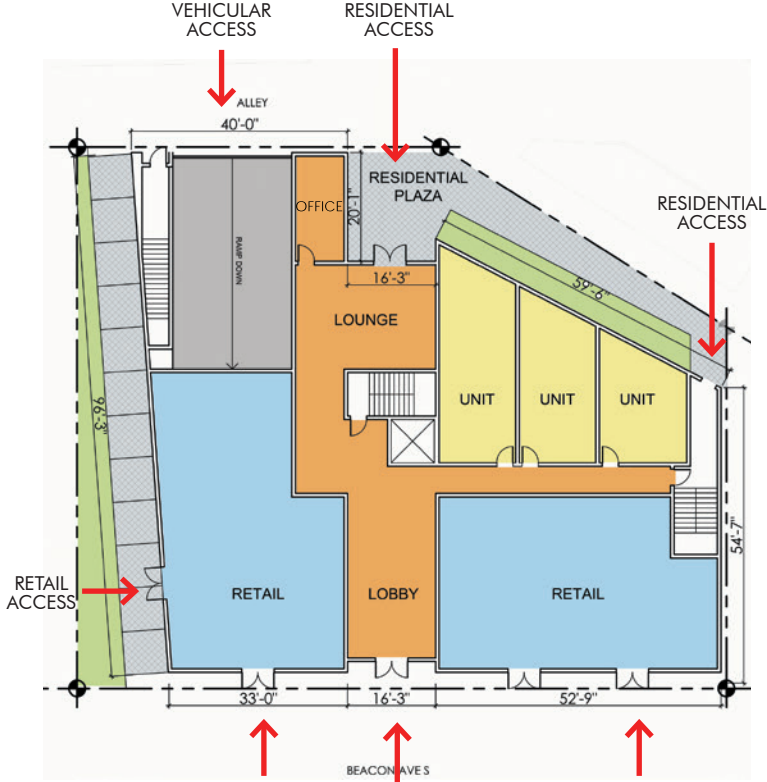 VEHICULAR
ACCESS
RESIDENTIAL
ACCESS
ALLEY
40'-0"
RESIDENTIAL
PLAZA
OFFICE
20'-1"
RESIDENTIAL
ACCESS
RAMP DOWN
16'-3"
59'-6"
LOUNGE
96'-3"
UNIT
UNIT
UNIT
54'-7"
RETAIL
ACCESS
RETAIL
LOBBY
RETAIL
33'-0"
16'-3"
52'-9"
BEACON AVE S